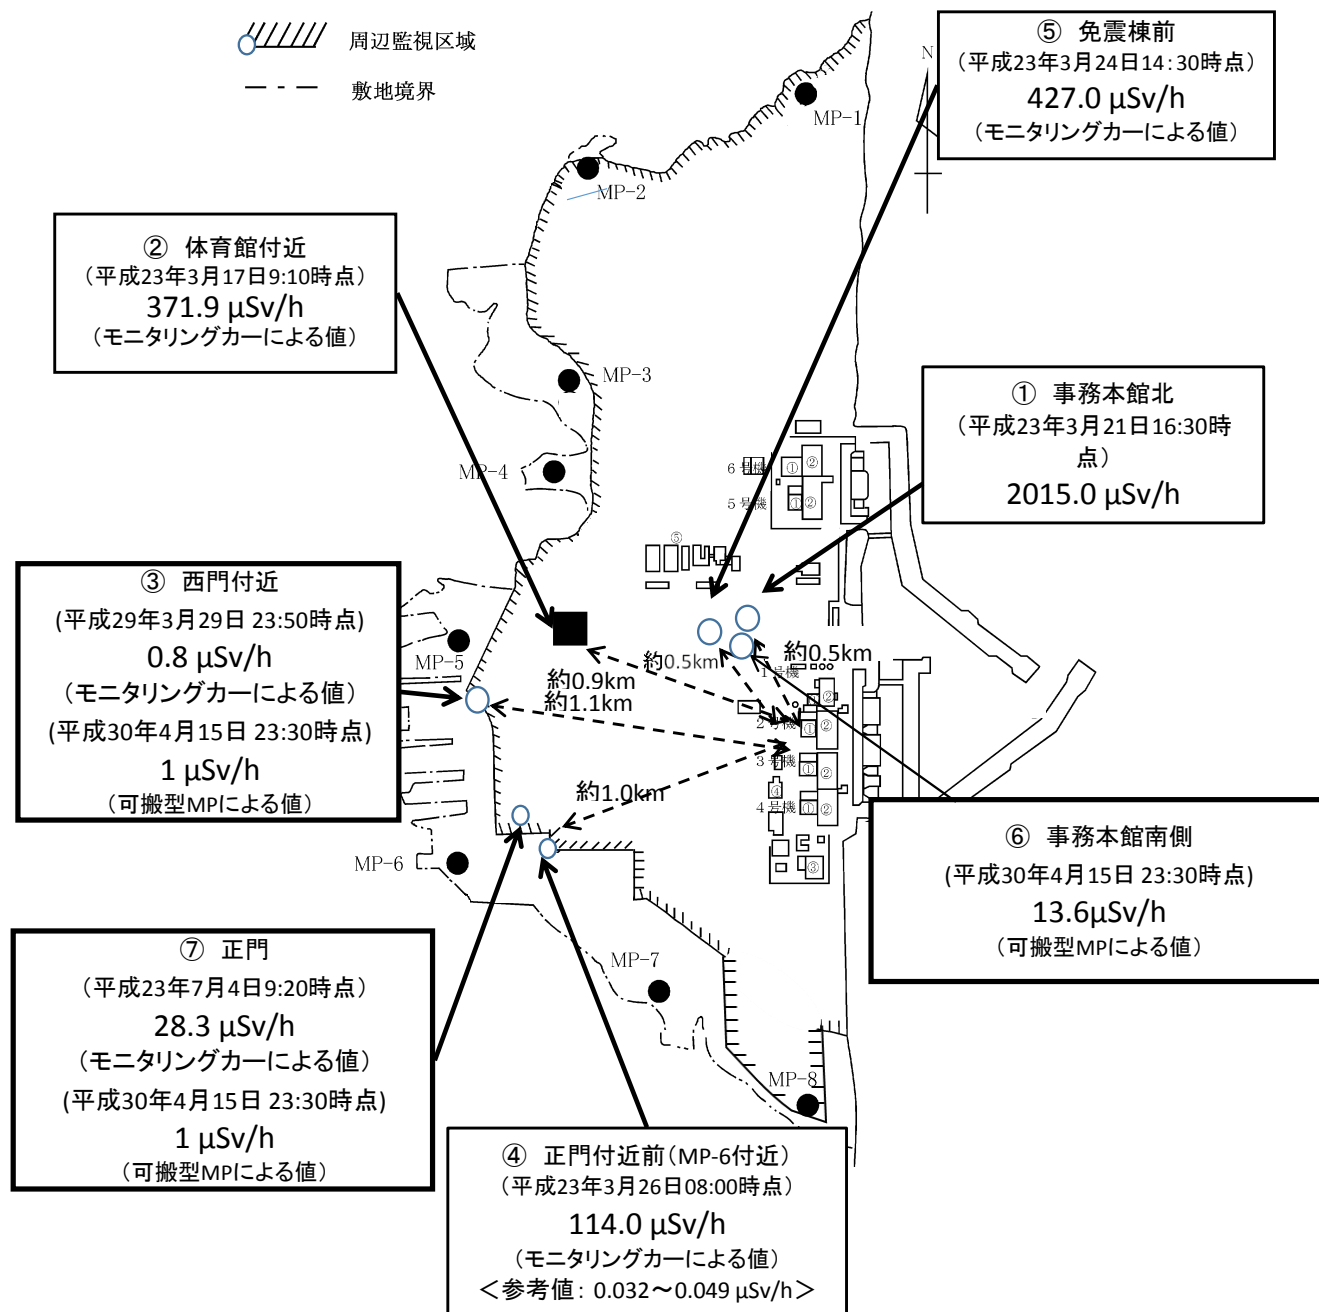 周辺監視区域
敷地境界
⑤ 免震棟前
(平成23年3月24日14:30時点)
427.0 μSv/h
(モニタリングカーによる値)
N
MP-1
MP-2
② 体育館付近
(平成23年3月17日9:10時点)
371.9 μSv/h
(モニタリングカーによる値)
MP-3
① 事務本館北
(平成23年3月21日16:30時
点)
2015.0 μSv/h
MP-4
6号機
① ②
5号機
① ②
⑤
③ 西門付近
(平成29年3月29日 23:50時点)
0.8 μSv/h
(モニタリングカーによる値)
(平成30年4月15日 23:30時点)
1 μSv/h
(可搬型MPによる値)
MP-5
約0.5km
約0.5km
約0.9km
約1.1km
1号機
②
2号機
① ②
3号機
① ②
④
4号機
① ②
③
約1.0km
MP-6
⑥ 事務本館南側
(平成30年4月15日 23:30時点)
13.6μSv/h
(可搬型MPによる値)
⑦ 正門
(平成23年7月4日9:20時点)
28.3 μSv/h
(モニタリングカーによる値)
(平成30年4月15日 23:30時点)
1 μSv/h
(可搬型MPによる値)
MP-7
MP-8
④ 正門付近前(MP-6付近)
(平成23年3月26日08:00時点)
114.0 μSv/h
(モニタリングカーによる値)
<参考値: 0.032~0.049 μSv/h>